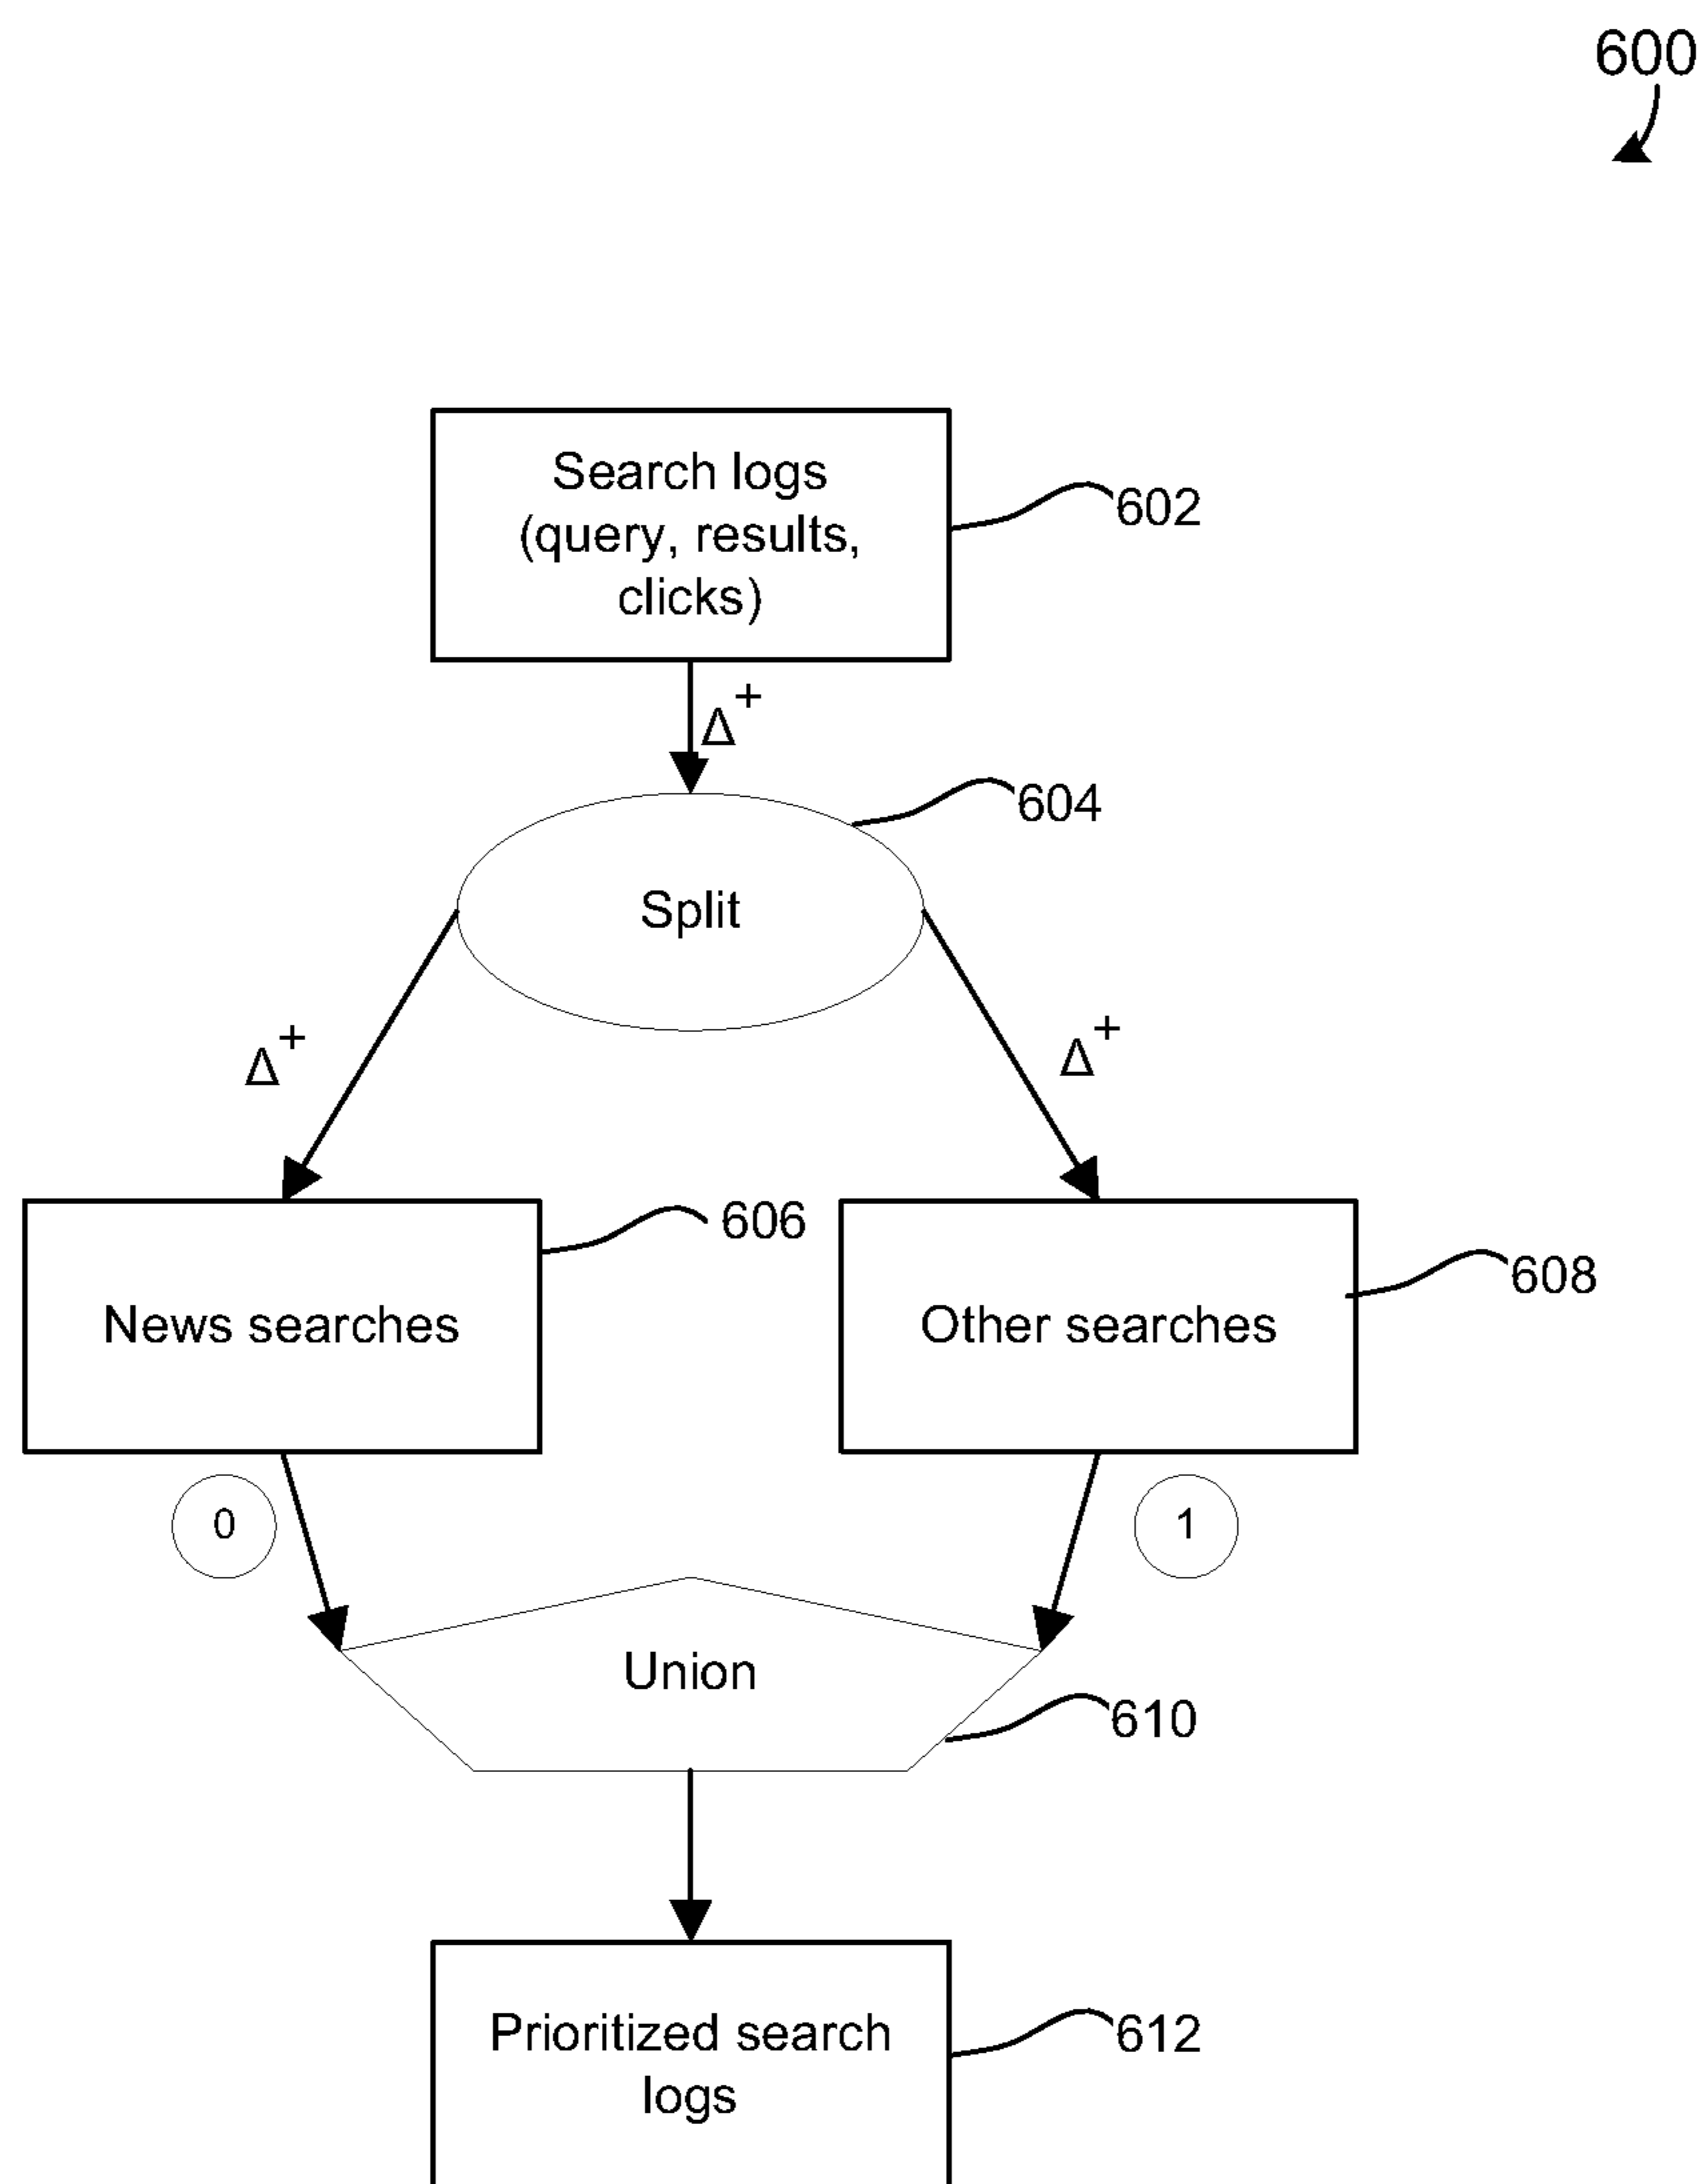 600
Search logs
(query, results,
clicks)
602
Δ+
604
Split
Δ+
Δ+
606
News searches
608
Other searches
0
1
Union
610
Prioritized search
logs
612